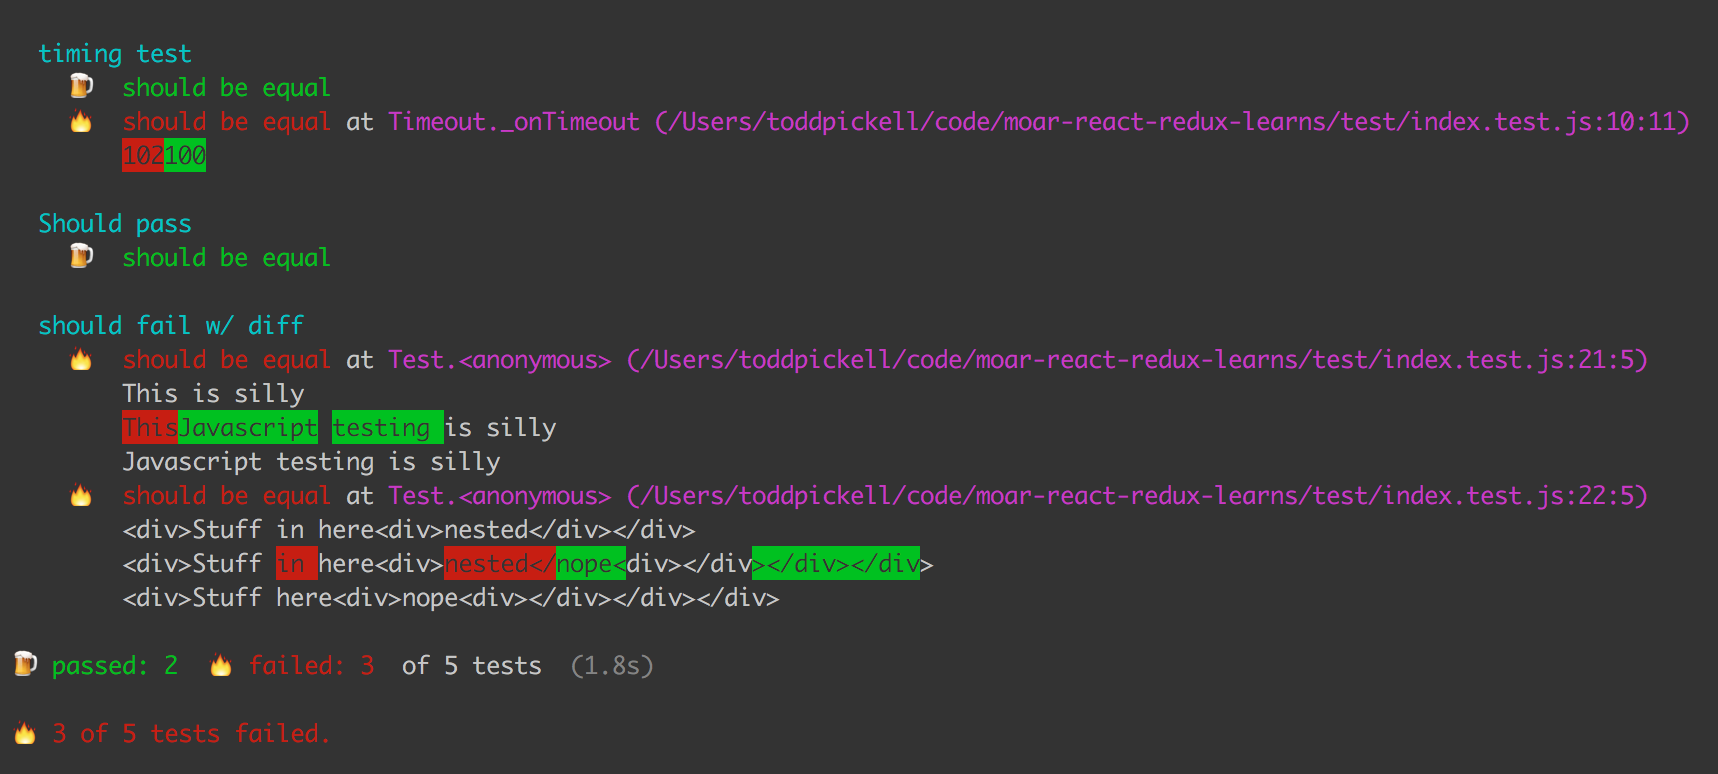 timing test
should be equal
should be equal at Timeout._onTimeout (/Users/toddpickell/code/moar-react-redux-learns/test/index.test.js:10:11)
102100
Should pass
should be equal
should fail w/ diff
should be equal at Test.<anonymous> (/Users/toddpickell/code/moar-react-redux-learns/test/index.test.js:21:5)
This is silly
ThisJavascript testing is silly
Javascript testing is silly
should be equal at Test.<anonymous> (/Users/toddpickell/code/moar-react-redux-learns/test/index.test.js:22:5)
<div>Stuff in here<div>nested</div></div>
<div>Stuff in here<div>nested</nope<div></div></div></div>
<div>Stuff here<div>nope<div></div></div></div>
passed: 2 failed: 3 of 5 tests (1.8s)
3 of 5 tests failed.